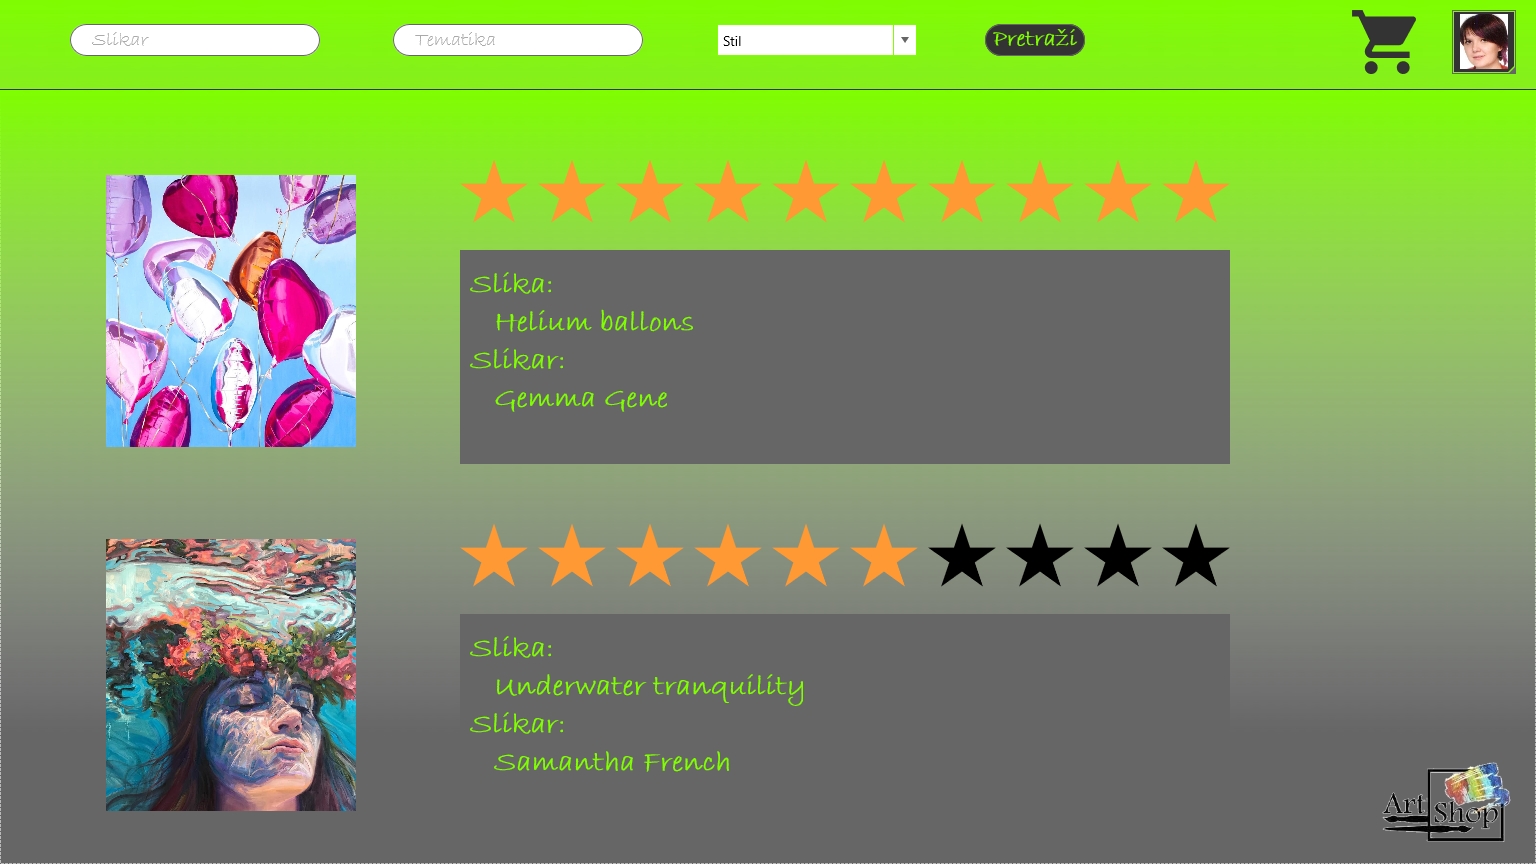 Slikar
Tematika
Stil
Pretraži
Slika:
Helium ballons
Slikar:
Gemma Gene
Slika:
Underwater tranquility
Slikar:
Samantha French
Art
Shop